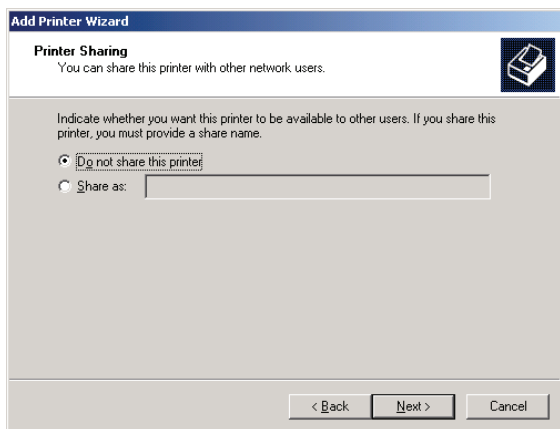 Add Printer Wizard
Printer Sharing
You can share this printer with other network users.
Indicate whether you want this printer to be available to other users. If you share this
printer, you must provide a share name.
Do not share this printer
Share as:
< Back Next > Cancel